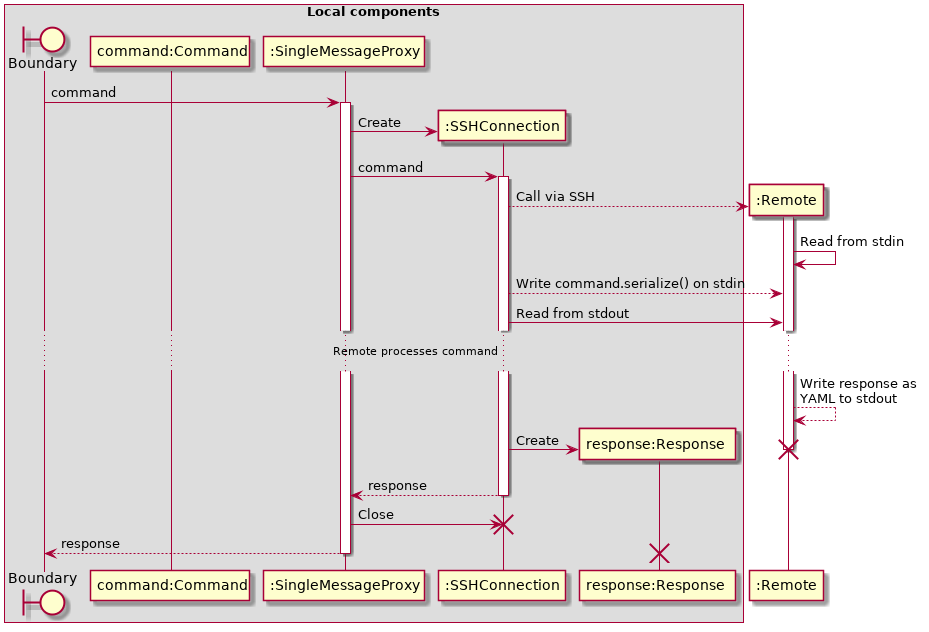 Local components
Boundary
command:Command
:SingleMessageProxy
command
Create
:SSHConnection
command
Call via SSH
:Remote
Read from stdin
Write command.serialize() on stdin
Read from stdout
Remote processes command
Write response as
YAML to stdout
Create
response:Response
response
Close
response
Boundary
command:Command
:SingleMessageProxy
:SSHConnection
response:Response
:Remote